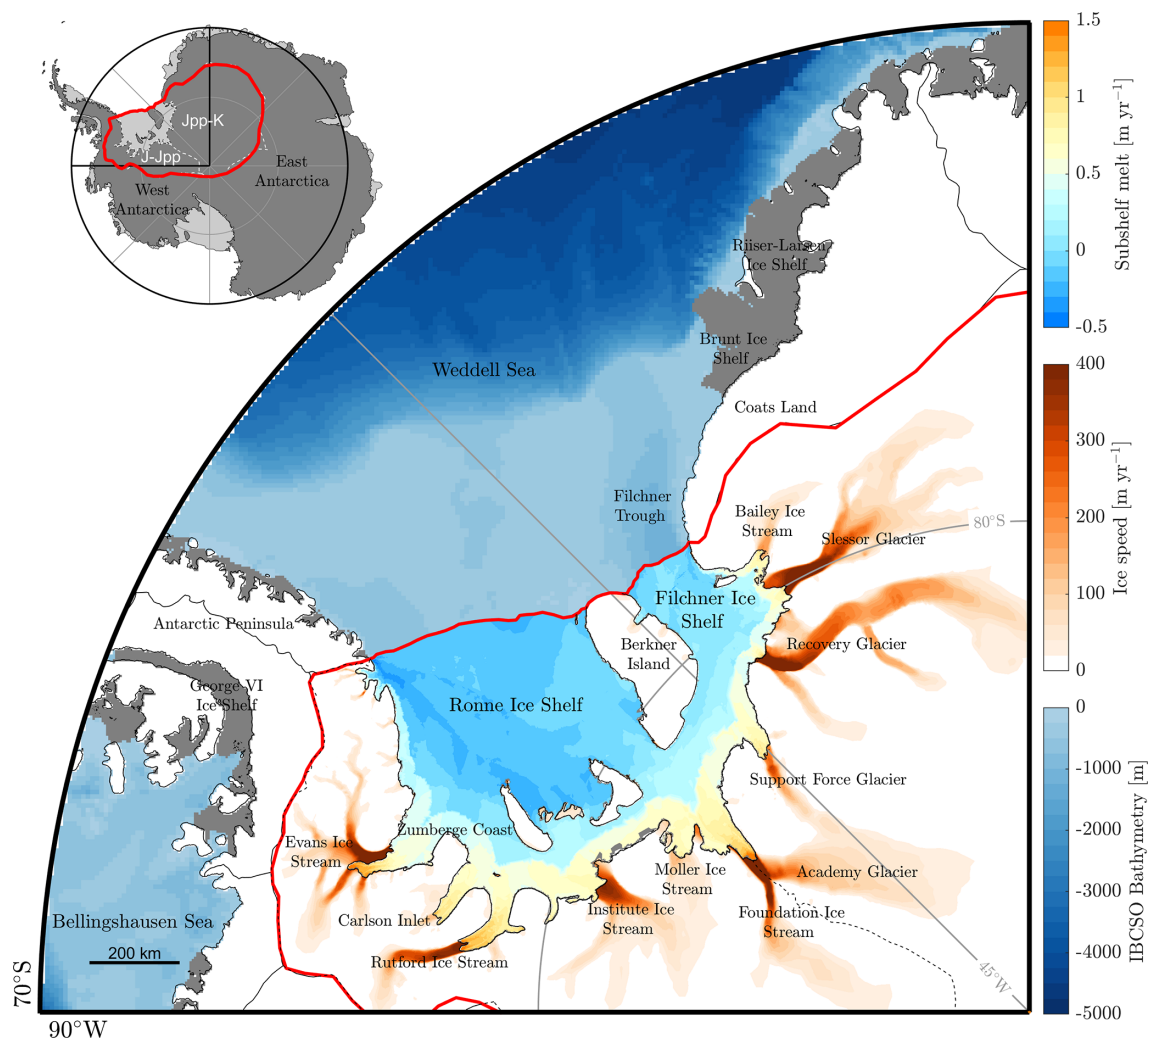 Jpp-K
J-Jpp
East
Antarctica
West
Antarctica
Riiser-Larsen
Ice Shelf
Brunt Ice
Shelf
Weddell Sea
Coats Land
Filchner
Trough
Bailey Ice
Stream
80°S
Slessor Glacier
Filchner Ice
Shelf
Antarctic Peninsula
Berkner
Island
Recovery Glacier
George VI
Ice Shelf
Ronne Ice Shelf
Support Force Glacier
Zumberge Coast
Evans Ice
Stream
Moller Ice
Stream
Academy Glacier
Carlson Inlet
Institute Ice
Stream
Foundation Ice
Stream
Bellingshausen Sea
200 km
Rutford Ice Stream
45°W
70°S
90°W
1.5
1
0.5
0
-0.5
Subshelf melt [m yr⁻¹]
400
300
200
100
0
Ice speed [m yr⁻¹]
0
-1000
-2000
-3000
-4000
-5000
IBCSO Bathymetry [m]